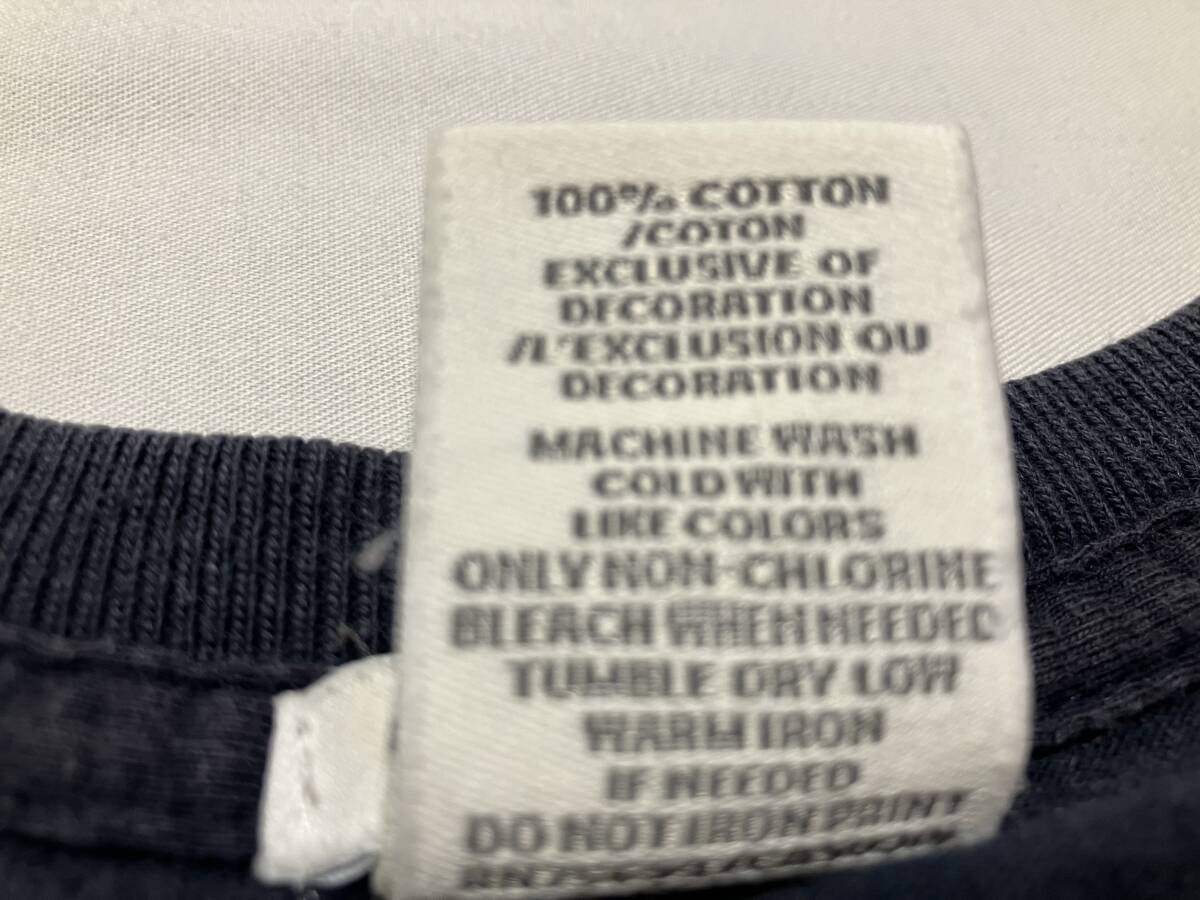 100% COTTON
/COTON
EXCLUSIVE OF
DECORATION
/L'EXCLUSION OU
DECORATION
MACHINE WASH
COLD WITH
LIKE COLORS
ONLY NON-CHLORINE
BLEACH WHEN NEEDED
TUMBLE DRY LOW
WARM IRON
IF NEEDED
DO NOT IRON PRINT